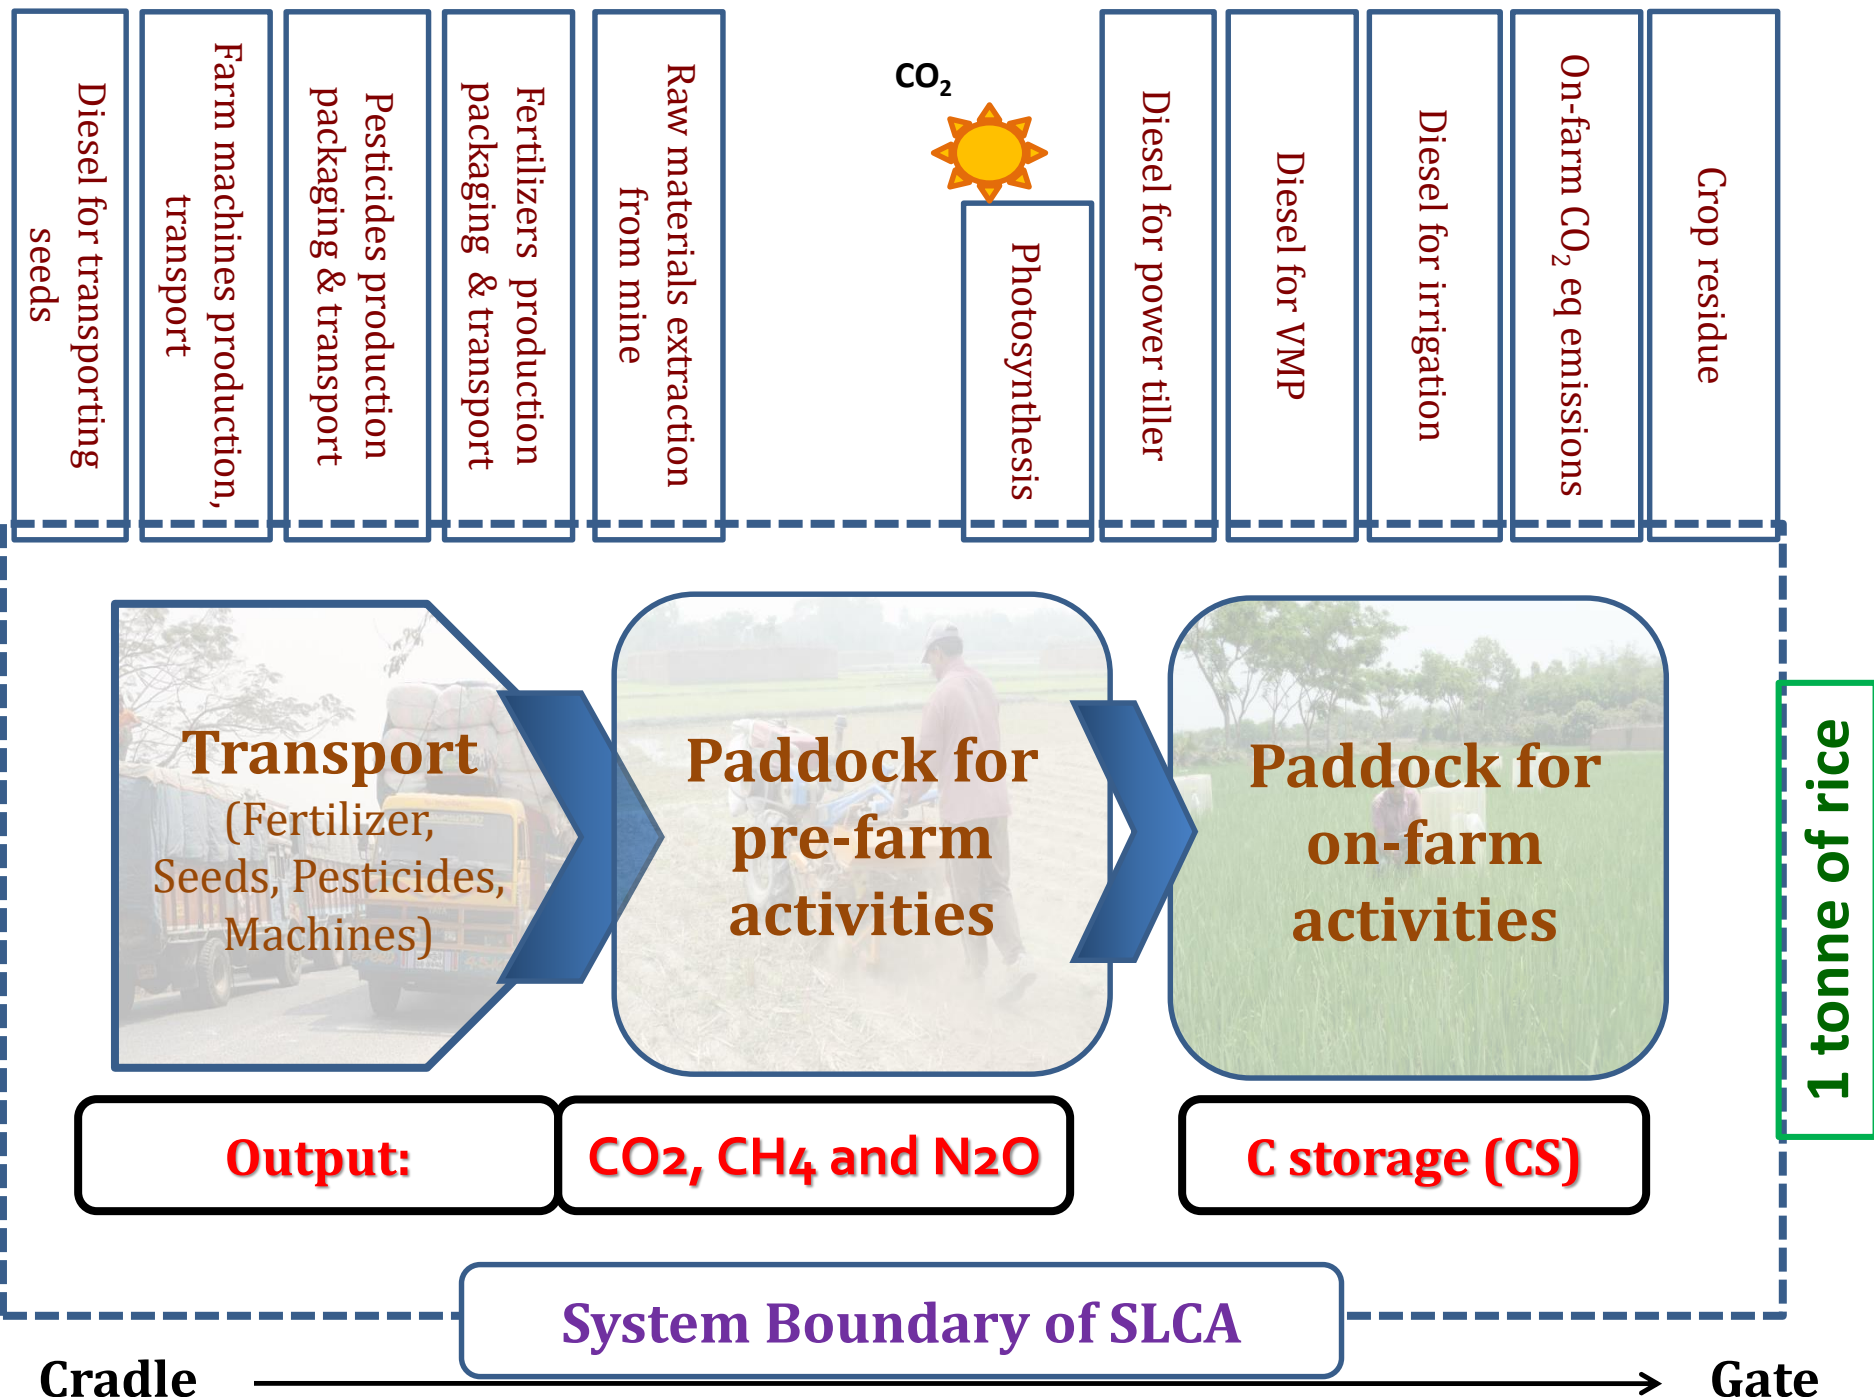 Diesel for transporting
seeds
Farm machines production,
transport
Pesticides production
packaging & transport
Fertilizers production
packaging & transport
Raw materials extraction
from mine
CO₂
Photosynthesis
Diesel for power tiller
Diesel for VMP
Diesel for irrigation
On-farm CO₂ eq emissions
Crop residue
Transport
(Fertilizer,
Seeds, Pesticides,
Machines)
Paddock for
pre-farm
activities
Paddock for
on-farm
activities
1 tonne of rice
Output:
CO2, CH4 and N2O
C storage (CS)
System Boundary of SLCA
Cradle
Gate